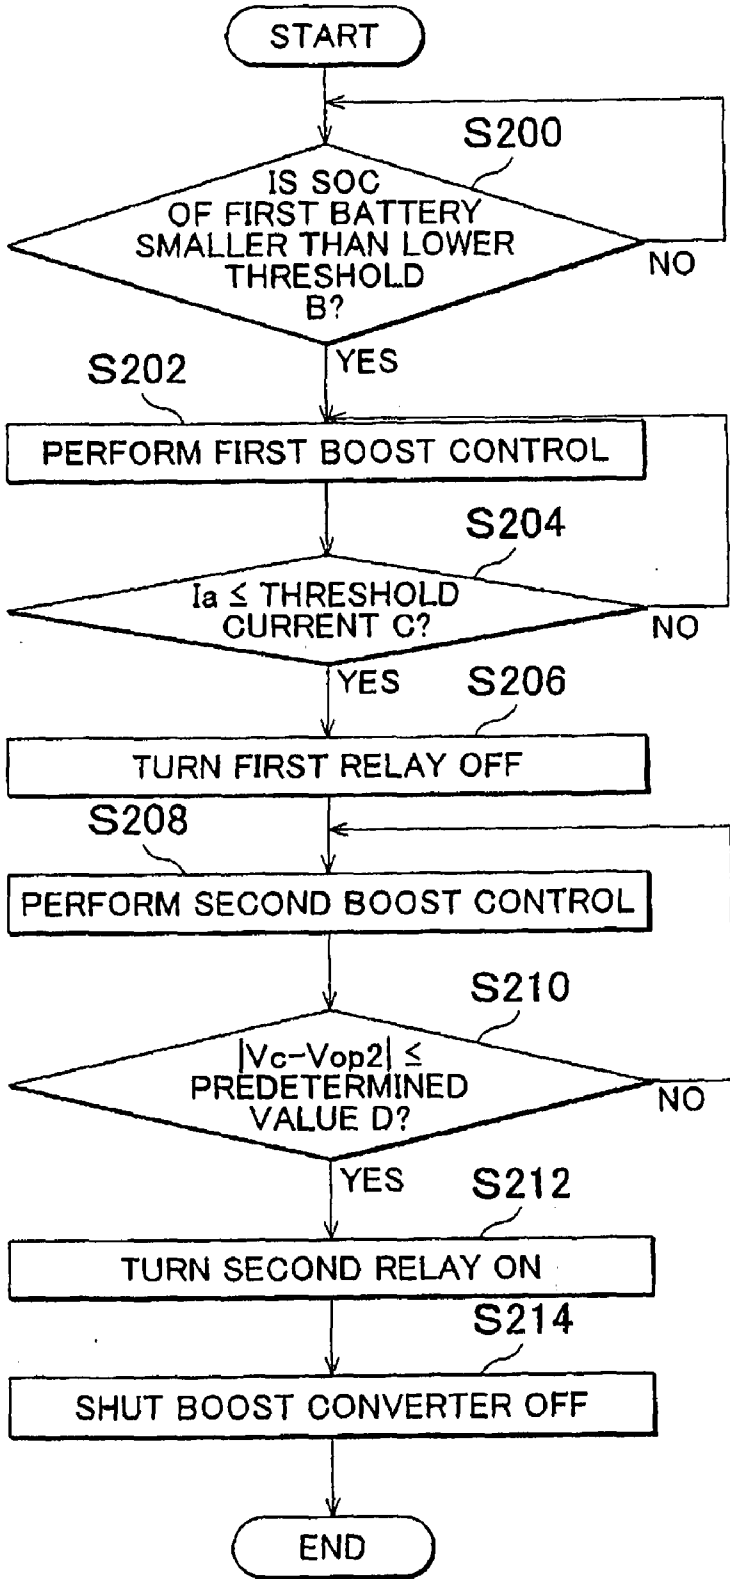 START
S200
IS SOC
OF FIRST BATTERY
SMALLER THAN LOWER
THRESHOLD
B?
NO
YES
S202
PERFORM FIRST BOOST CONTROL
S204
Ia ≤ THRESHOLD
CURRENT C?
NO
YES
S206
TURN FIRST RELAY OFF
S208
PERFORM SECOND BOOST CONTROL
S210
|Vc-Vop2| ≤
PREDETERMINED
VALUE D?
NO
YES
S212
TURN SECOND RELAY ON
S214
SHUT BOOST CONVERTER OFF
END